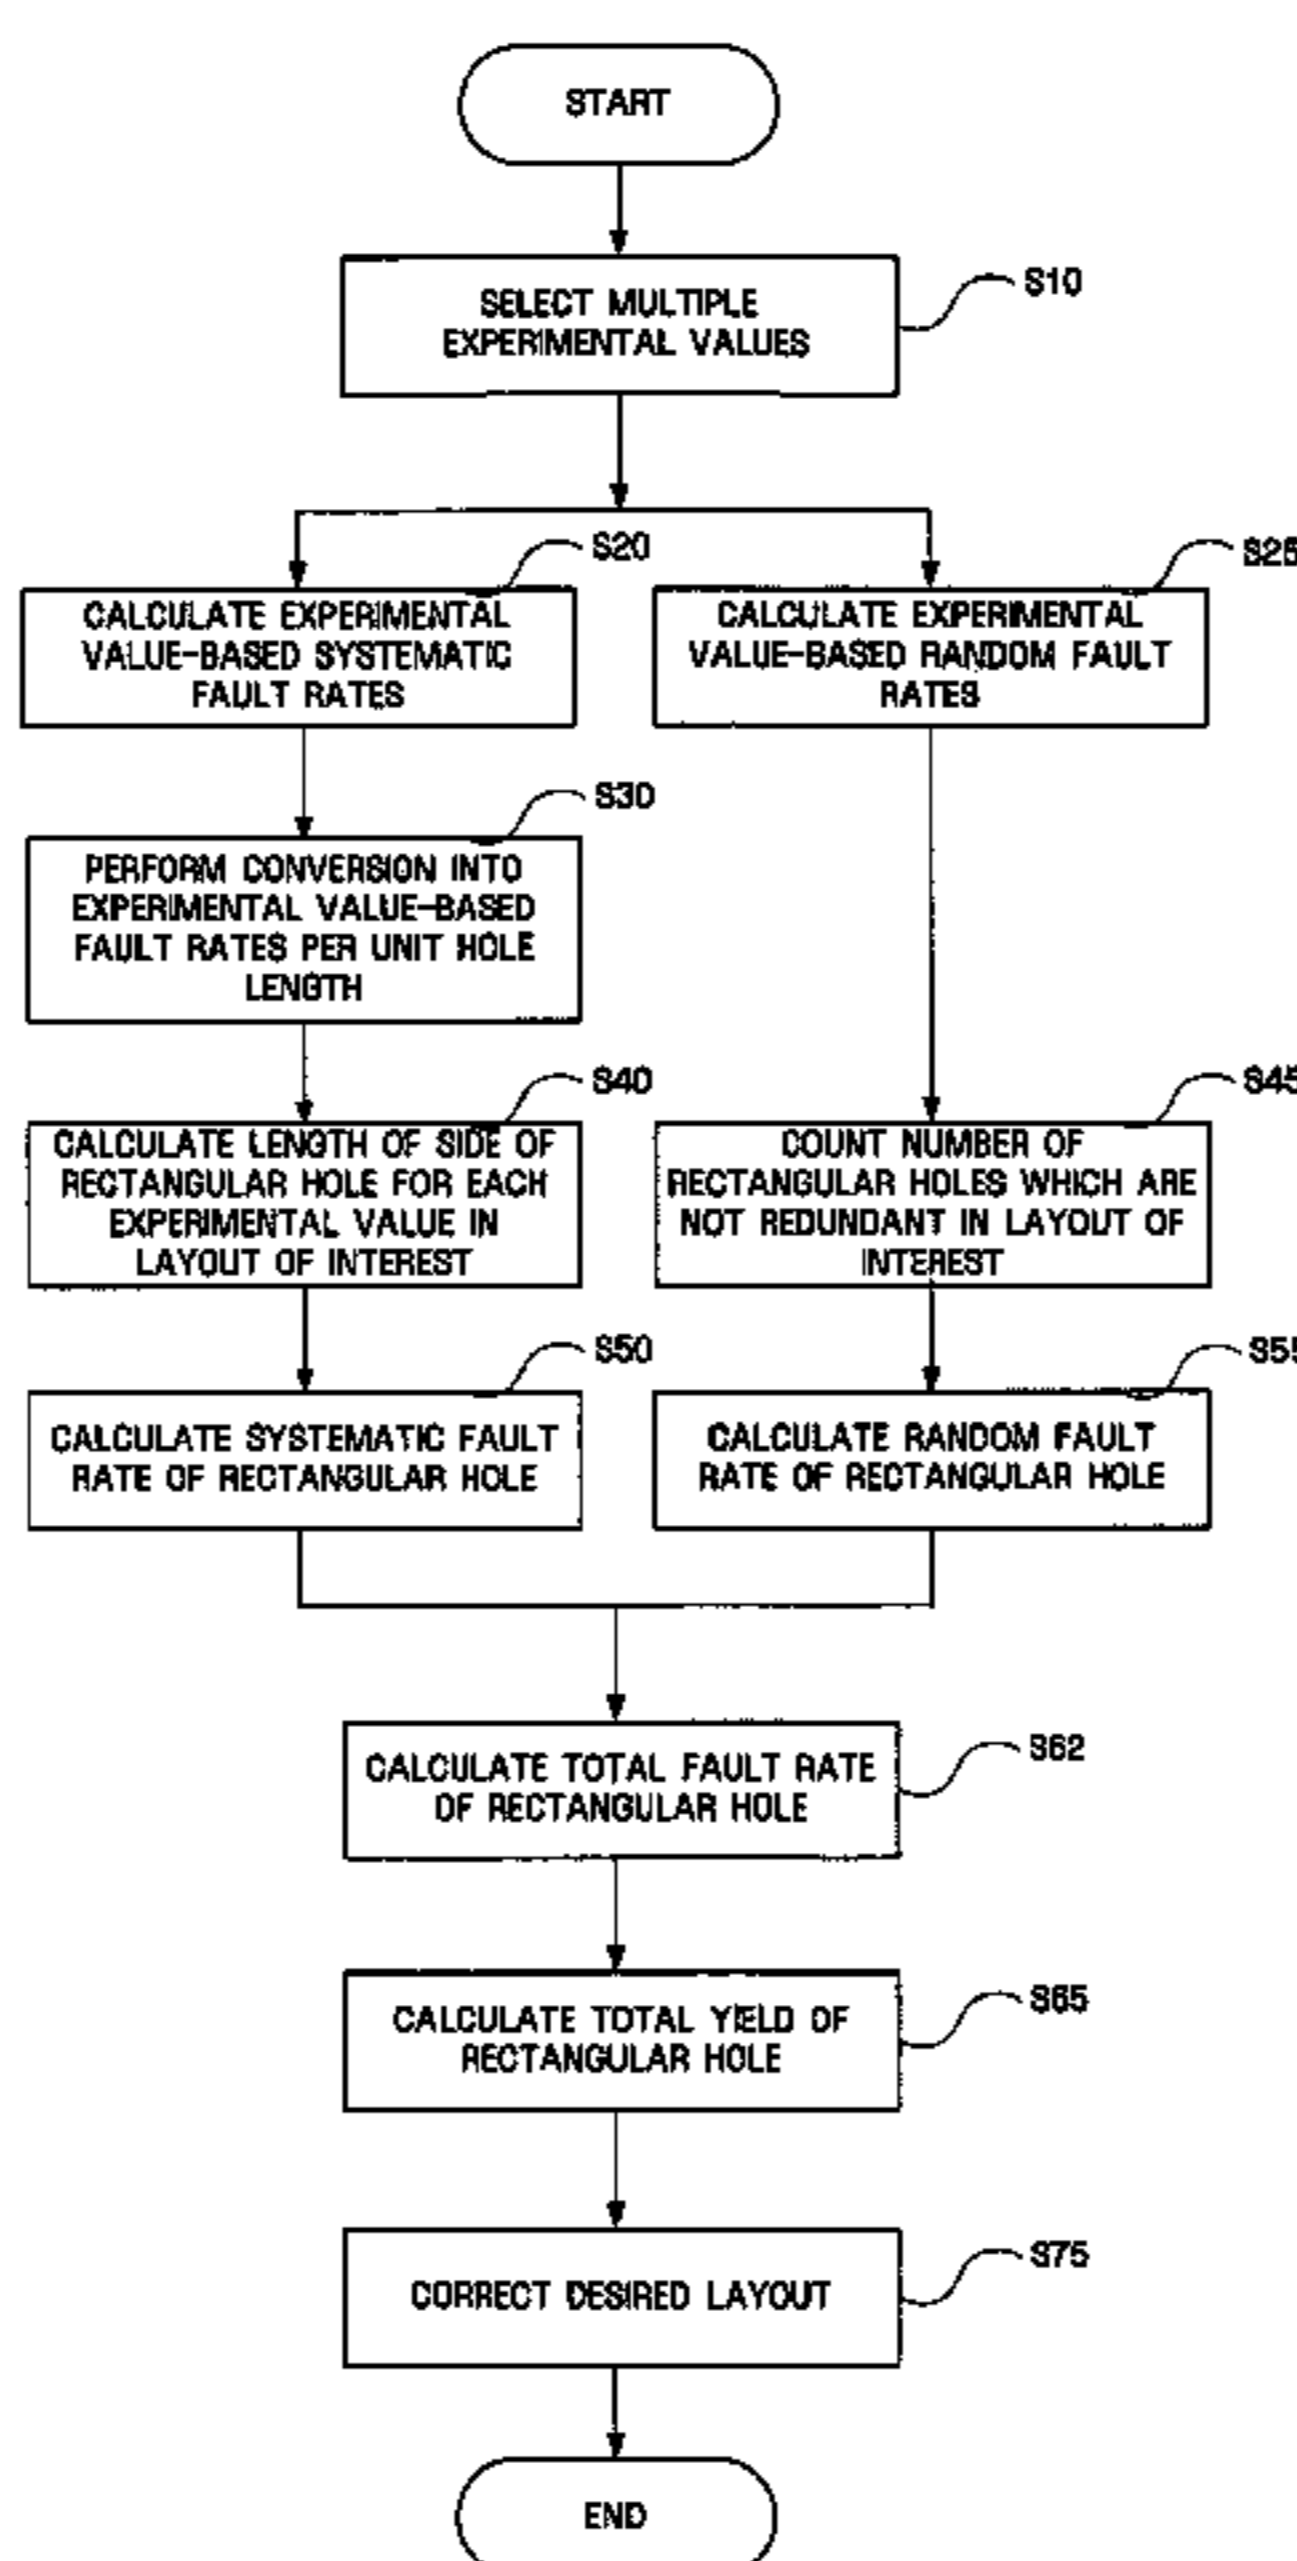 START
SELECT MULTIPLE
EXPERIMENTAL VALUES
S10
S20
S25
CALCULATE EXPERIMENTAL
VALUE-BASED SYSTEMATIC
FAULT RATES
CALCULATE EXPERIMENTAL
VALUE-BASED RANDOM FAULT
RATES
S30
PERFORM CONVERSION INTO
EXPERIMENTAL VALUE-BASED
FAULT RATES PER UNIT HOLE
LENGTH
S40
S45
CALCULATE LENGTH OF SIDE OF
RECTANGULAR HOLE FOR EACH
EXPERIMENTAL VALUE IN
LAYOUT OF INTEREST
COUNT NUMBER OF
RECTANGULAR HOLES WHICH ARE
NOT REDUNDANT IN LAYOUT OF
INTEREST
S50
S55
CALCULATE SYSTEMATIC FAULT
RATE OF RECTANGULAR HOLE
CALCULATE RANDOM FAULT
RATE OF RECTANGULAR HOLE
S62
CALCULATE TOTAL FAULT RATE
OF RECTANGULAR HOLE
S65
CALCULATE TOTAL YIELD OF
RECTANGULAR HOLE
S75
CORRECT DESIRED LAYOUT
END